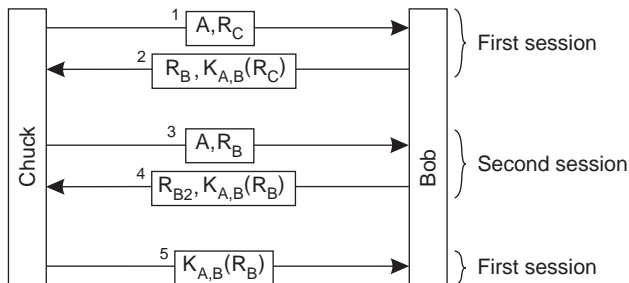 Chuck
Bob
1 A,R_C
First session
2 R_B, K_A,B(R_C)
3 A,R_B
Second session
4 R_B2, K_A,B(R_B)
5 K_A,B(R_B)
First session